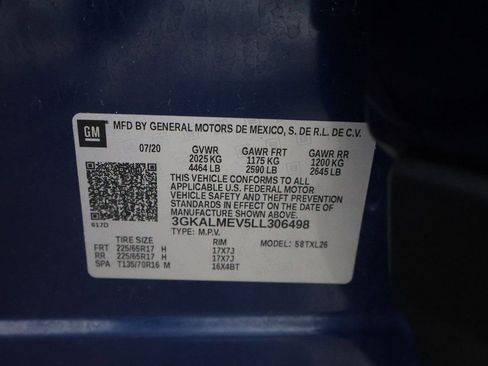 GM
MFD BY GENERAL MOTORS DE MEXICO, S. DE R.L. DE C.V.
07/20 GVWR GAWR FRT GAWR RR
2025 KG 1175 KG 1200 KG
4464 LB 2590 LB 2645 LB
THIS VEHICLE CONFORMS TO ALL
APPLICABLE U.S. FEDERAL MOTOR
VEHICLE SAFETY AND THEFT PREVENTION
STANDARDS IN EFFECT ON THE DATE OF
MANUFACTURE SHOWN ABOVE.
617D 3GKALMEV5LL306498
TYPE: M.P.V. MODEL: 58TXL26
TIRE SIZE RIM
FRT 225/65R17 H 17X7J
RR 225/65R17 H 17X7J
SPA T135/70R16 M 16X4BT